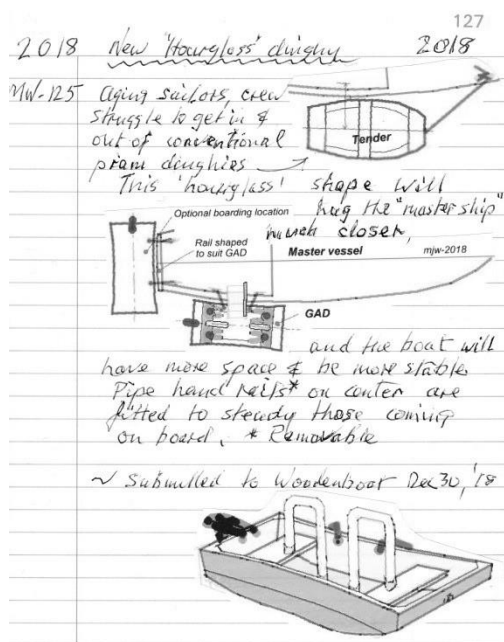 127
2018 New "Hourglass" dinghy 2018
MW-125 Aging sailors, crew
struggle to get in &
out of conventional
pram dinghies
Tender
This 'hourglass' shape will
Optional boarding location
hug the "master ship"
Rail shaped
to suit GAD
much closer,
Master vessel
mjw-2018
GAD
and the boat will
have more space & be more stable
Pipe hand rails* on center are
fitted to steady those coming
on board. * Removable
~ Submitted to Woodenboat Dec 30, '18